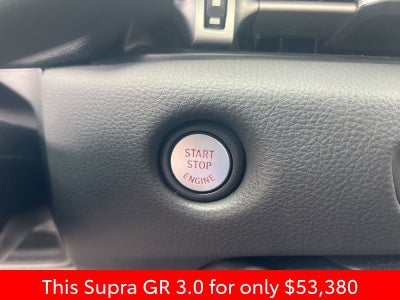 START
STOP
ENGINE
This Supra GR 3.0 for only $53,380